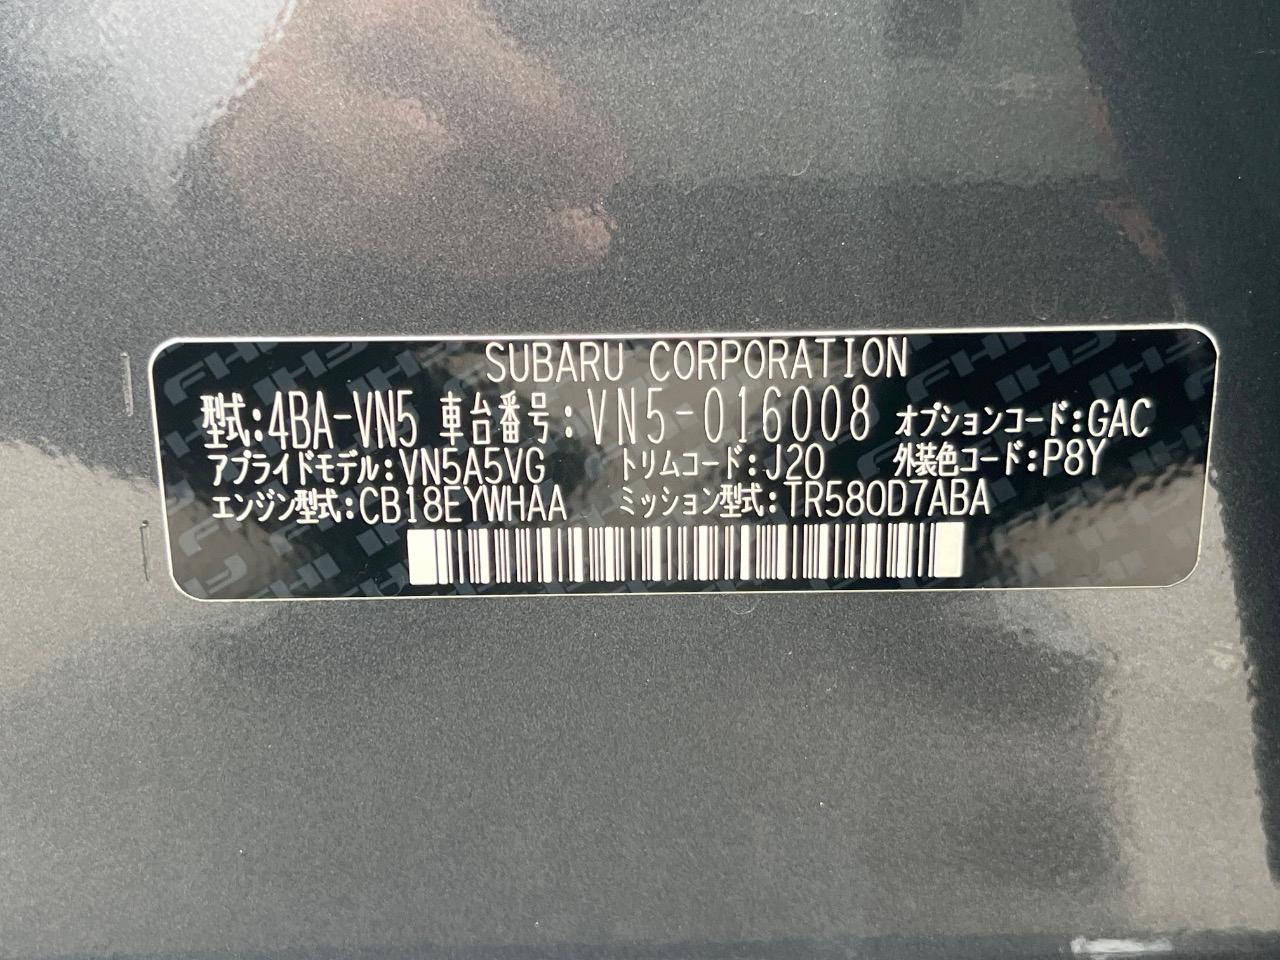 SUBARU CORPORATION
型式:4BA-VN5 車台番号:VN5-016008 オプションコード:GAC
アプライドモデル:VN5A5VG トリムコード:J20 外装色コード:P8Y
エンジン型式:CB18EYWHAA ミッション型式:TR580D7ABA